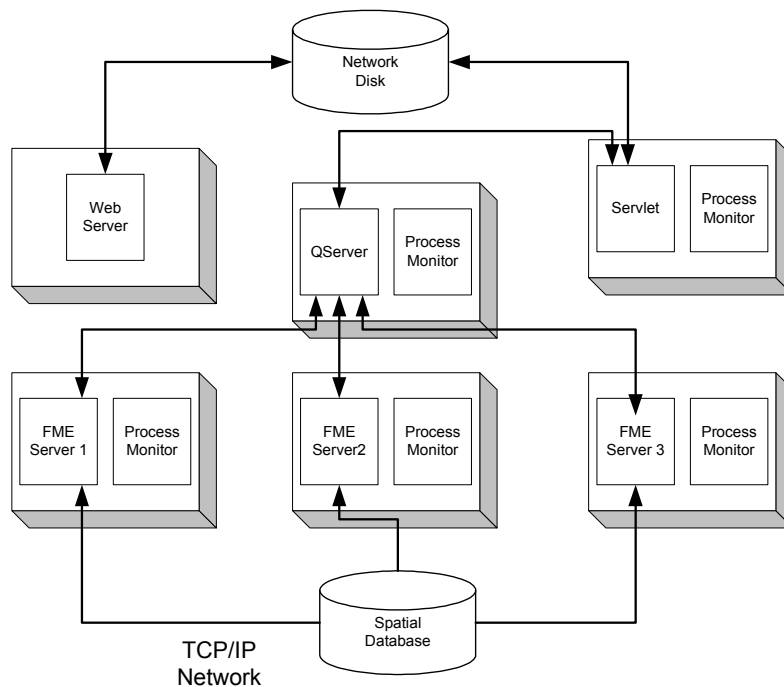 Network
Disk
Web
Server
QServer
Process
Monitor
Servlet
Process
Monitor
FME
Server 1
Process
Monitor
FME
Server2
Process
Monitor
FME
Server 3
Process
Monitor
Spatial
Database
TCP/IP
Network